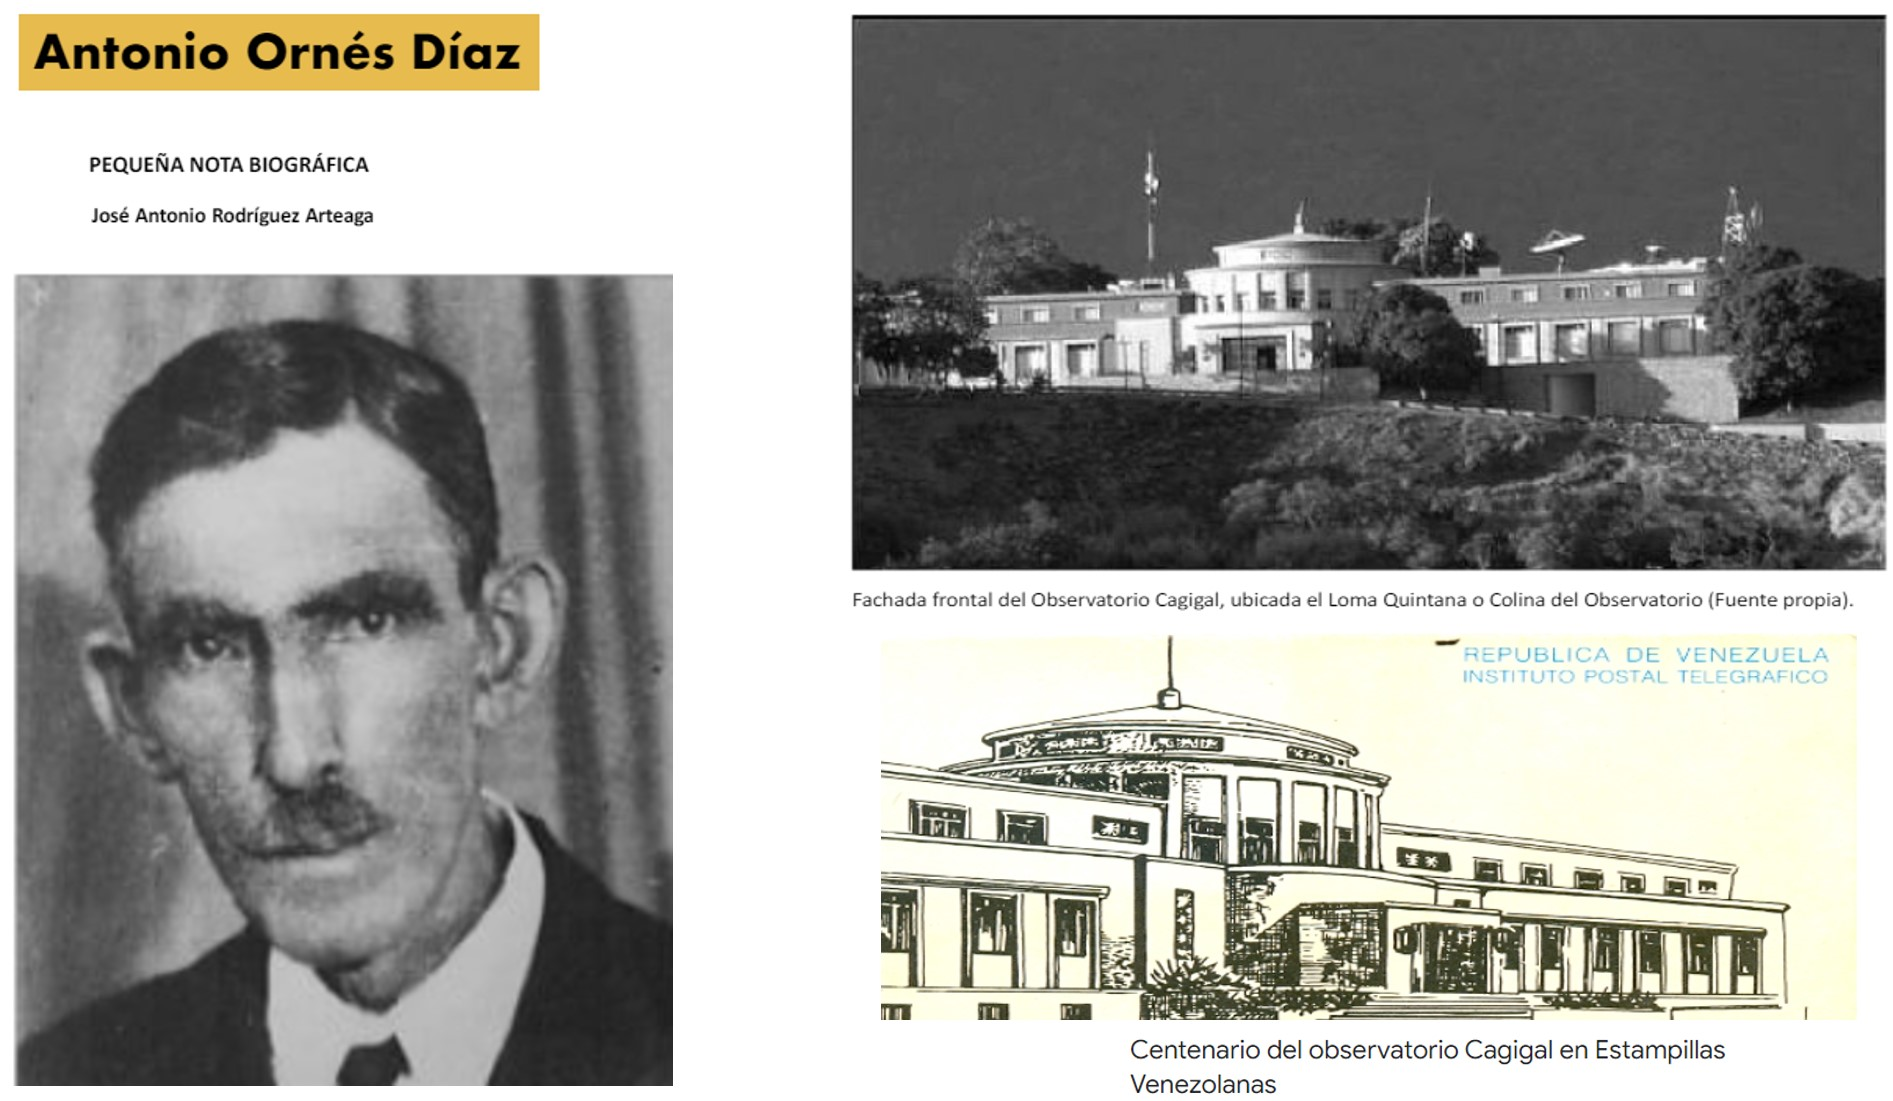 Antonio Ornés Díaz
PEQUEÑA NOTA BIOGRÁFICA
José Antonio Rodríguez Arteaga
Fachada frontal del Observatorio Cagigal, ubicada el Loma Quintana o Colina del Observatorio (Fuente propia).
REPUBLICA DE VENEZUELA
INSTITUTO POSTAL TELEGRAFICO
Centenario del observatorio Cagigal en Estampillas
Venezolanas